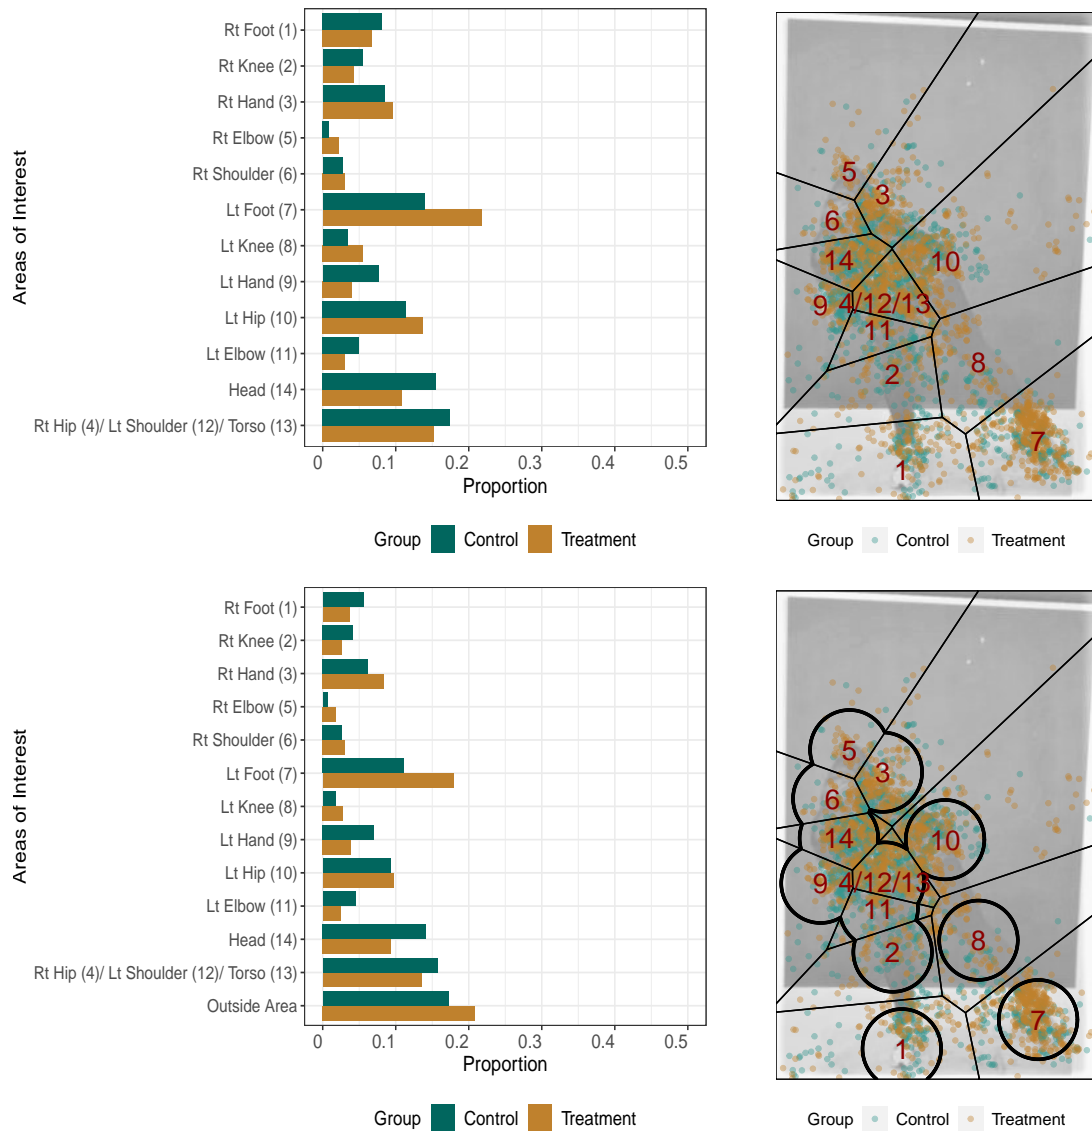 Areas of Interest
Rt Foot (1)
Rt Knee (2)
Rt Hand (3)
Rt Elbow (5)
Rt Shoulder (6)
Lt Foot (7)
Lt Knee (8)
Lt Hand (9)
Lt Hip (10)
Lt Elbow (11)
Head (14)
Rt Hip (4)/ Lt Shoulder (12)/ Torso (13)
0 0.1 0.2 0.3 0.4 0.5
Proportion
Group Control Treatment
5
3
6
14
10
9
4/12/13
11
2
8
7
1
Group Control Treatment
Areas of Interest
Rt Foot (1)
Rt Knee (2)
Rt Hand (3)
Rt Elbow (5)
Rt Shoulder (6)
Lt Foot (7)
Lt Knee (8)
Lt Hand (9)
Lt Hip (10)
Lt Elbow (11)
Head (14)
Rt Hip (4)/ Lt Shoulder (12)/ Torso (13)
Outside Area
0 0.1 0.2 0.3 0.4 0.5
Proportion
Group Control Treatment
5
3
6
14
10
9
4/12/13
11
2
8
7
1
Group Control Treatment